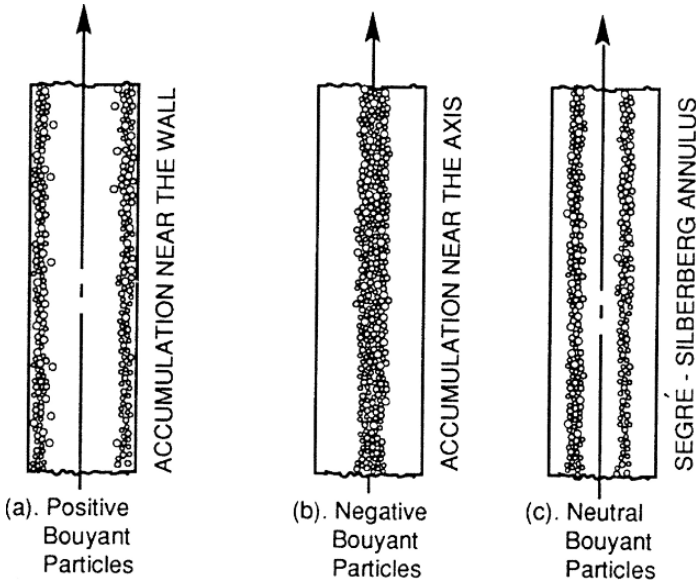 ACCUMULATION NEAR THE WALL
ACCUMULATION NEAR THE AXIS
SEGRÉ - SILBERBERG ANNULUS
(a). Positive
Bouyant
Particles
(b). Negative
Bouyant
Particles
(c). Neutral
Bouyant
Particles